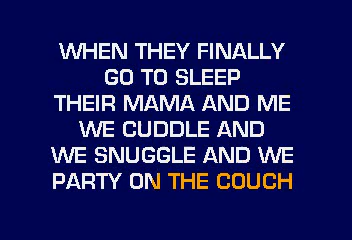 WHEN THEY FINALLY
GO TO SLEEP
THEIR MAMA AND ME
WE CUDDLE AND
WE SNUGGLE AND WE
PARTY ON THE COUCH